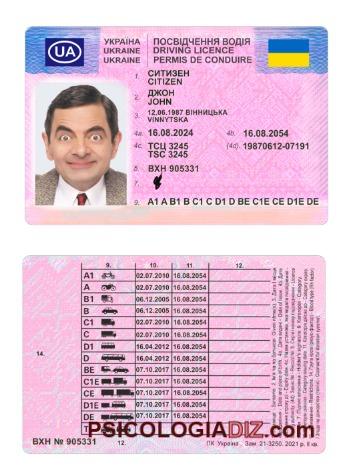 УКРАЇНА ПОСВІДЧЕННЯ ВОДІЯ
UA UKRAINE DRIVING LICENCE
UKRAINE PERMIS DE CONDUIRE
1. СИТИЗЕН
CITIZEN
2. ДЖОН
JOHN
3. 12.06.1987 ВІННИЦЬКА
VINNYTSKA
4a. 16.08.2024 4b. 16.08.2054
4c. ТСЦ 3245 (4d). 19870612-07191
TSC 3245
5. ВХН 905331
7.
9. A1 A B1 B C1 C D1 D BE C1E CE D1E DE
9. 10. 11. 12.
A1 02.07.2010 16.08.2054
A 02.07.2010 16.08.2054
B1 06.12.2005 16.08.2054
B 06.12.2005 16.08.2054
C1 02.07.2010 16.08.2054
C 02.07.2010 16.08.2054
D1 16.04.2012 16.08.2054
D 16.04.2012 16.08.2054
BE 07.10.2017 16.08.2054
C1E 07.10.2017 16.08.2054
CE 07.10.2017 16.08.2054
D1E 07.10.2017 16.08.2054
DE 07.10.2017 16.08.2054
14.
PSICOLOGIADIZ.com
ВХН № 905331 12. ПК "Україна", Зам. 21-3250. 2021 р. II кв.